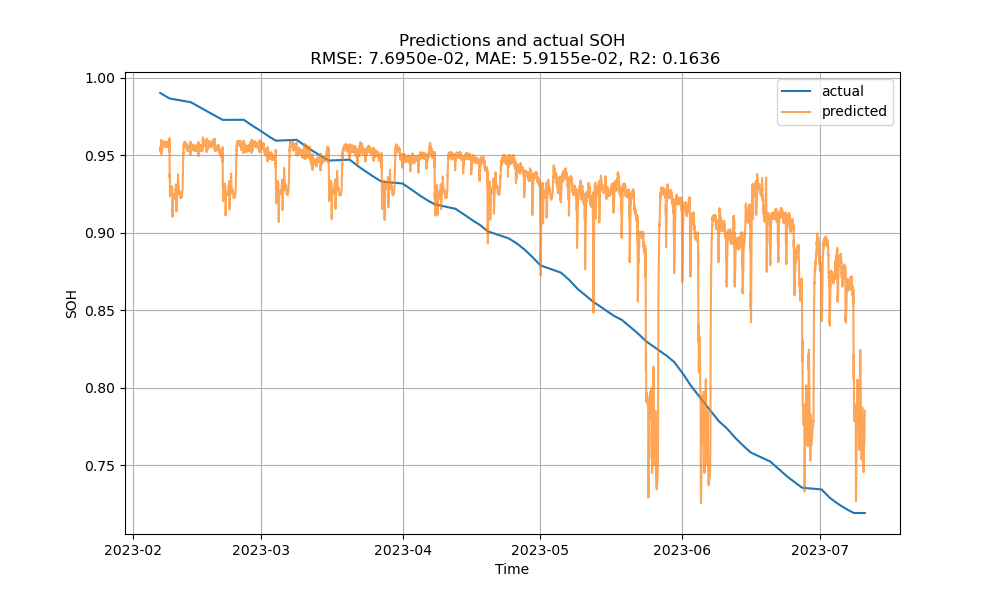 Predictions and actual SOH
RMSE: 7.6950e-02, MAE: 5.9155e-02, R2: 0.1636
actual
predicted
1.00
0.95
0.90
0.85
0.80
0.75
SOH
2023-02
2023-03
2023-04
2023-05
2023-06
2023-07
Time